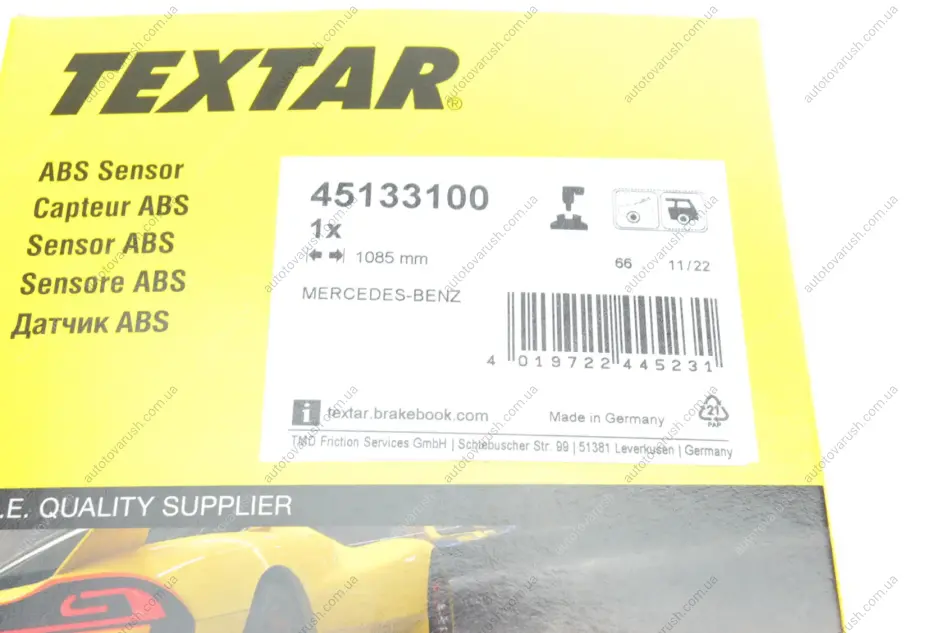 TEXTAR®
ABS Sensor
Capteur ABS
Sensor ABS
Sensore ABS
Датчик ABS
45133100
1x
1085 mm
MERCEDES-BENZ
66 11/22
4 019722 445231
i textar.brakebook.com
Made in Germany
21
PAP
TMD Friction Services GmbH | Schlebuscher Str. 99 | 51381 Leverkusen | Germany
.E. QUALITY SUPPLIER
autotovarush.com.ua